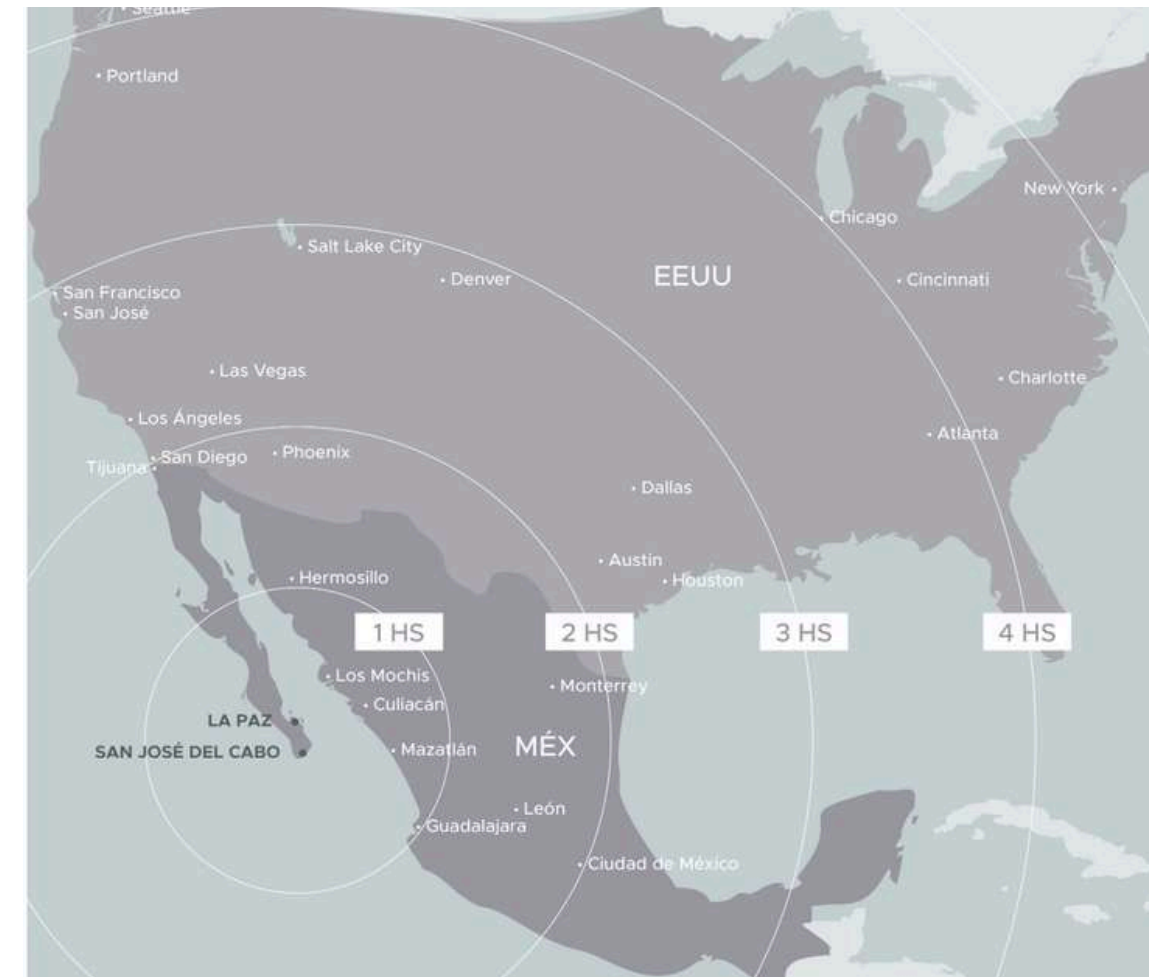 Seattle
Portland
New York
Chicago
Salt Lake City
EEUU
Denver
Cincinnati
San Francisco
San José
Las Vegas
Charlotte
Los Ángeles
Atlanta
Phoenix
San Diego
Tijuana
Dallas
Austin
Hermosillo
Houston
1 HS
2 HS
3 HS
4 HS
Los Mochis
Monterrey
Culiacán
LA PAZ
MÉX
SAN JOSÉ DEL CABO
Mazatlán
León
Guadalajara
Ciudad de México